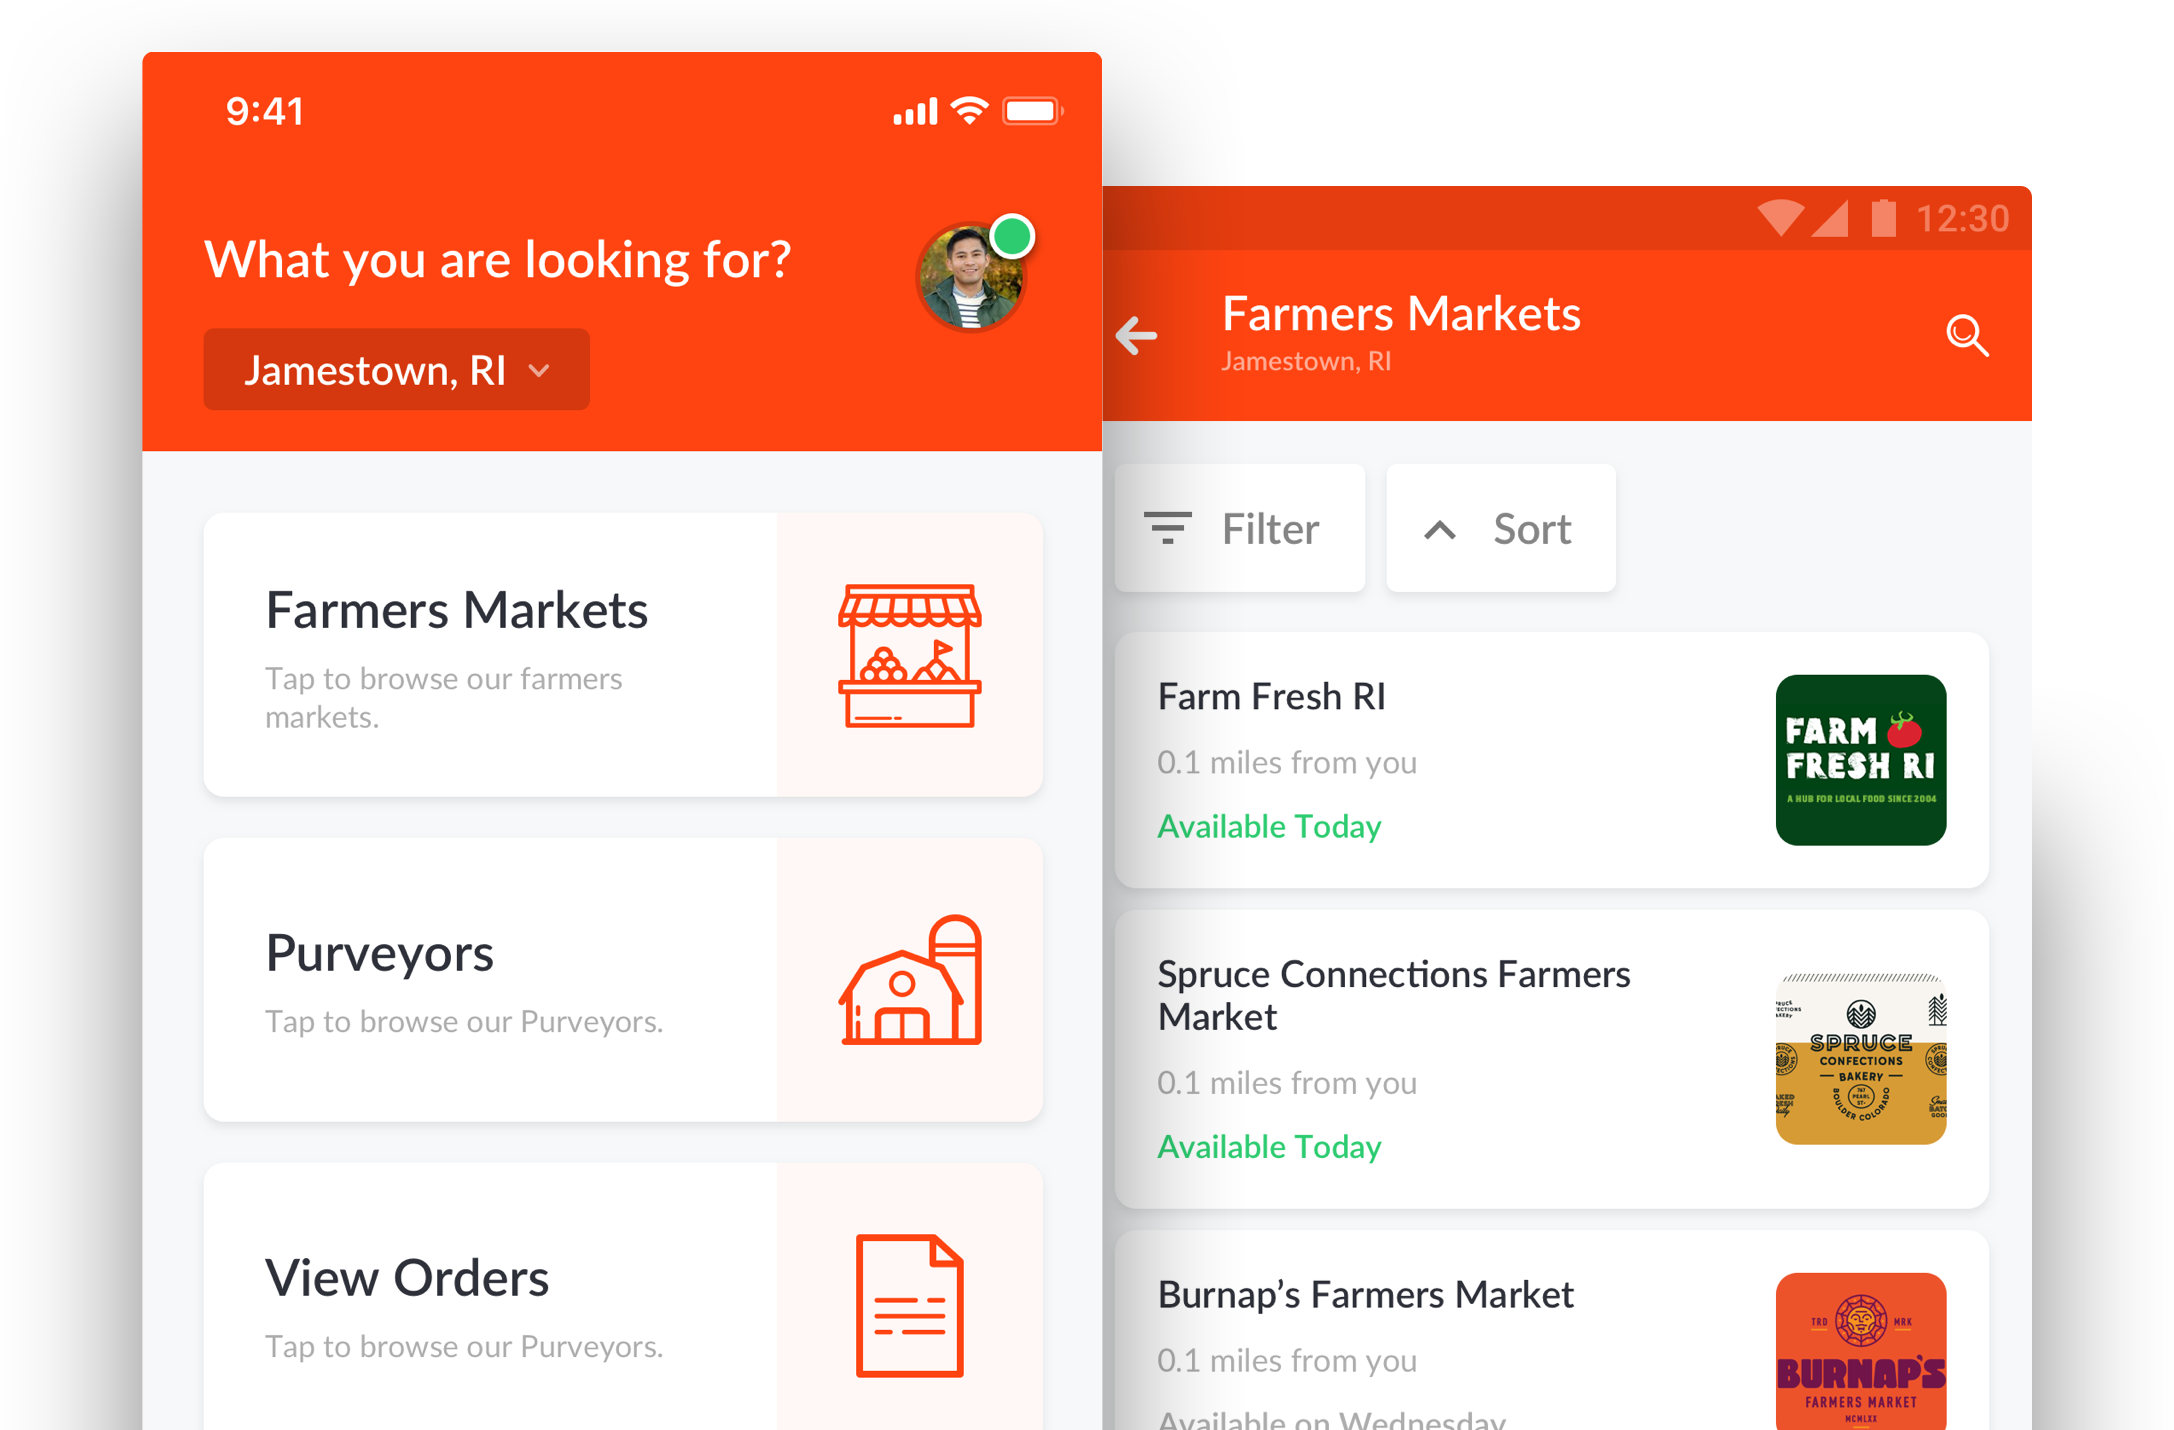 9:41
What you are looking for?
Jamestown, RI
Farmers Markets
Tap to browse our farmers
markets.
Purveyors
Tap to browse our Purveyors.
View Orders
Tap to browse our Purveyors.
12:30
Farmers Markets
Jamestown, RI
Filter
Sort
Farm Fresh RI
0.1 miles from you
Available Today
FARM
FRESH RI
A HUB FOR LOCAL FOOD SINCE 2004
Spruce Connections Farmers
Market
0.1 miles from you
Available Today
SPRUCE
CONFECTIONS
BAKERY
767
PEARL
ST.
BOULDER COLORADO
Burnap’s Farmers Market
0.1 miles from you
Available on Wednesday
TRD MRK
BURNAP'S
FARMERS MARKET
MCMLXX